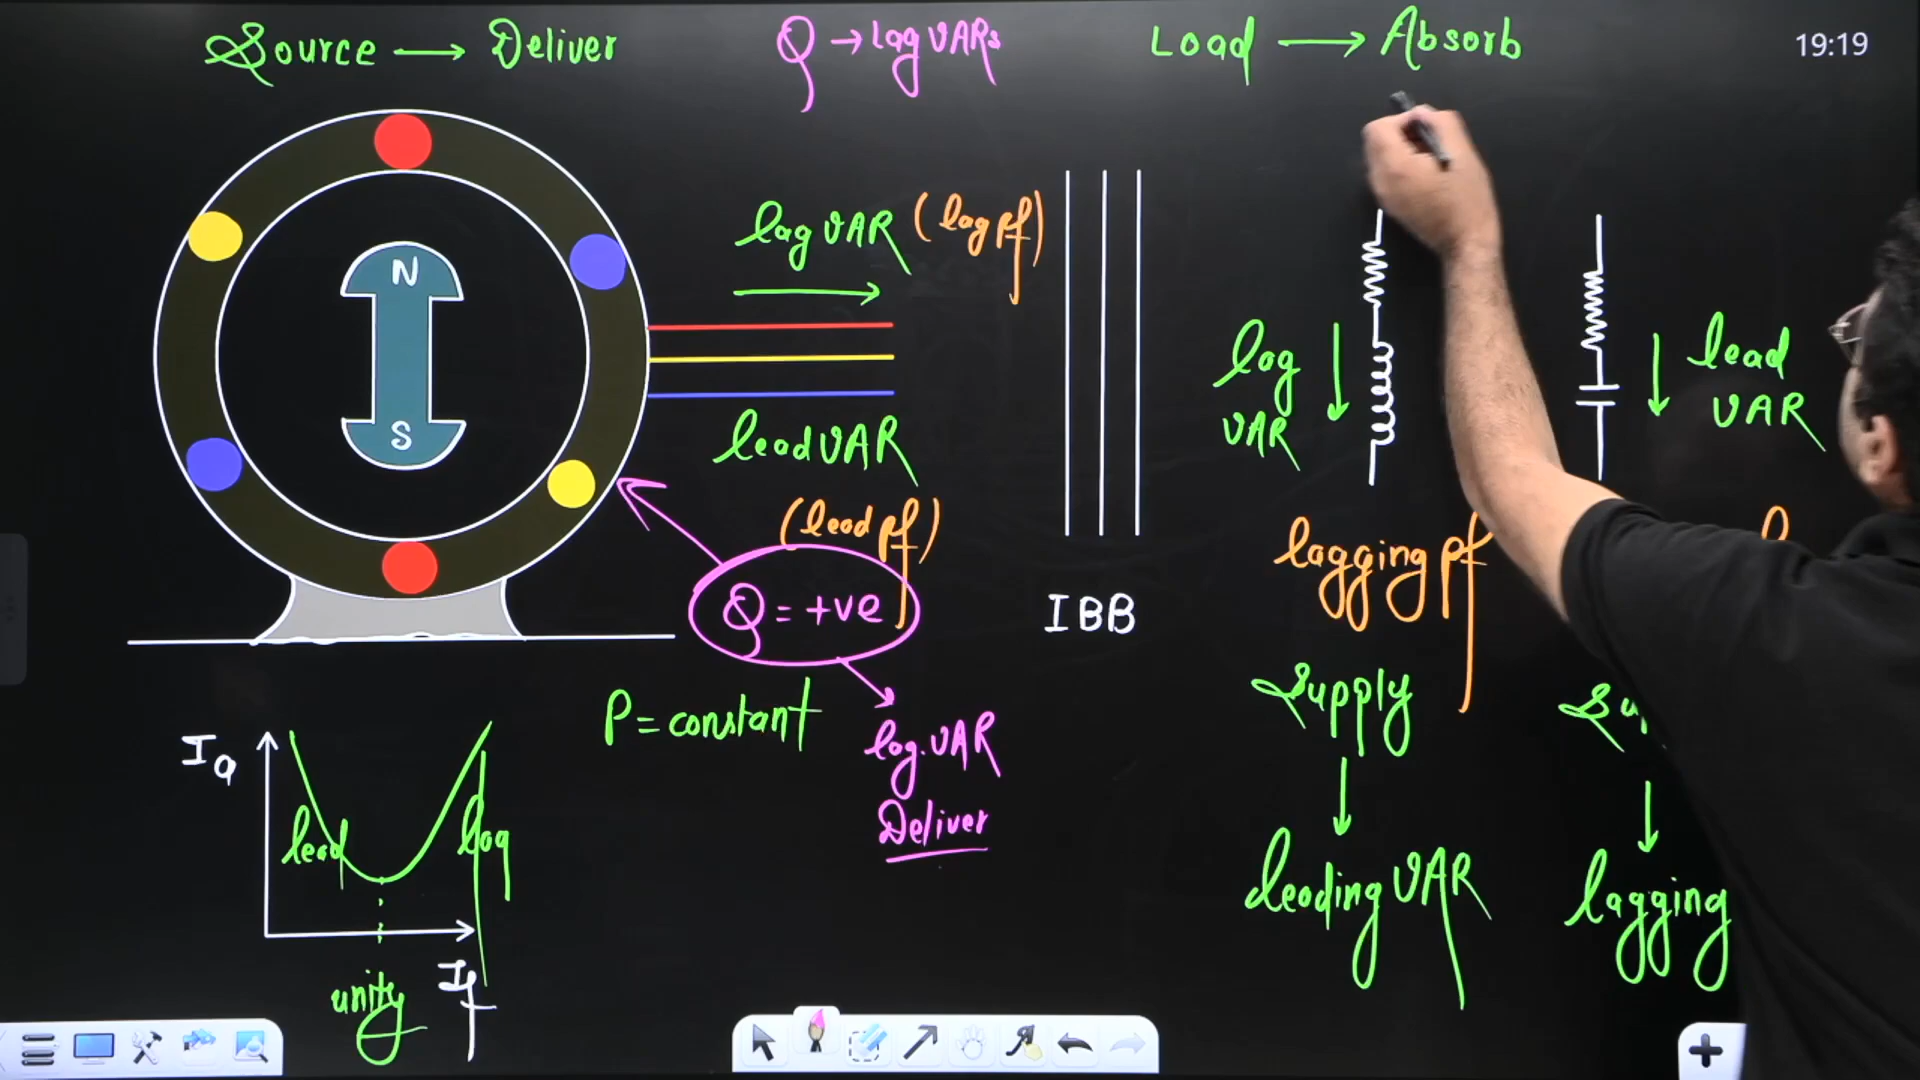 Source → Deliver
Q → Lag VARs
Load → Absorb
19:19
N
S
lag VAR (lag pf)
lead VAR
(lead pf)
Q = +ve
lag. VAR
Deliver
P = constant
IBB
lag
VAR
lead
VAR
lagging pf
l
Supply
Su
leading VAR
lagging
Ia
lead
lag
If
unity